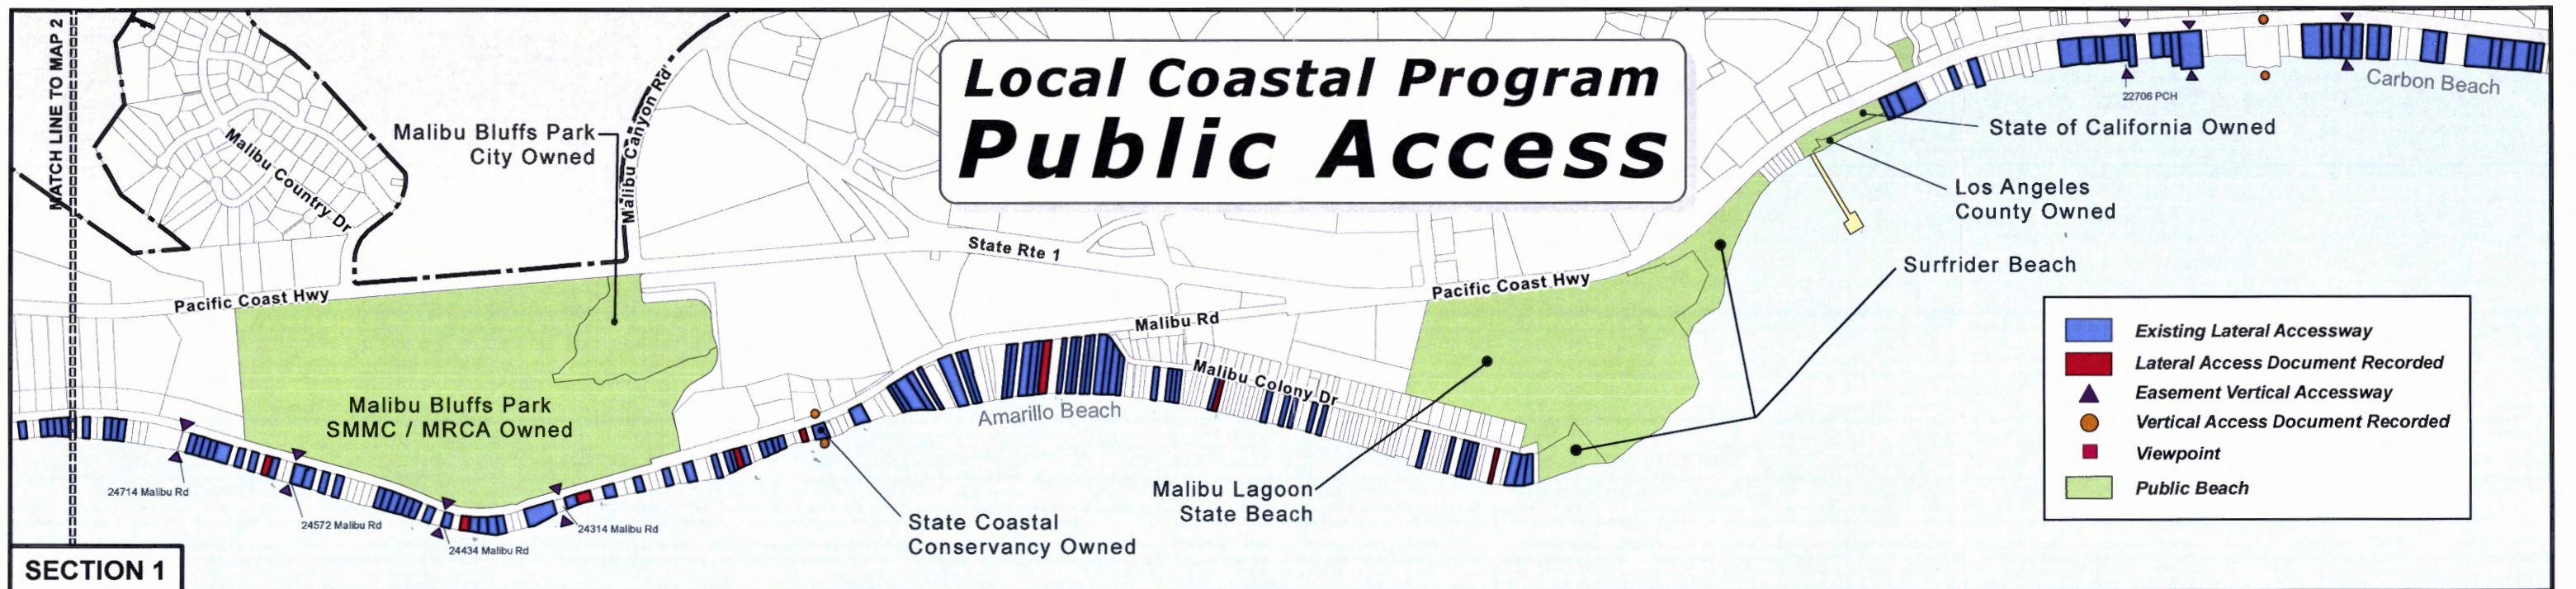 MATCH LINE TO MAP 2
Malibu Country Dr
Malibu Bluffs Park
City Owned
Malibu Canyon Rd
Local Coastal Program
Public Access
22706 PCH
Carbon Beach
State of California Owned
Los Angeles
County Owned
Surfrider Beach
State Rte 1
Pacific Coast Hwy
Pacific Coast Hwy
Malibu Rd
Malibu Colony Dr
Malibu Bluffs Park
SMMC / MRCA Owned
Amarillo Beach
24714 Malibu Rd
24572 Malibu Rd
24434 Malibu Rd
24314 Malibu Rd
State Coastal
Conservancy Owned
Malibu Lagoon
State Beach
Existing Lateral Accessway
Lateral Access Document Recorded
Easement Vertical Accessway
Vertical Access Document Recorded
Viewpoint
Public Beach
SECTION 1